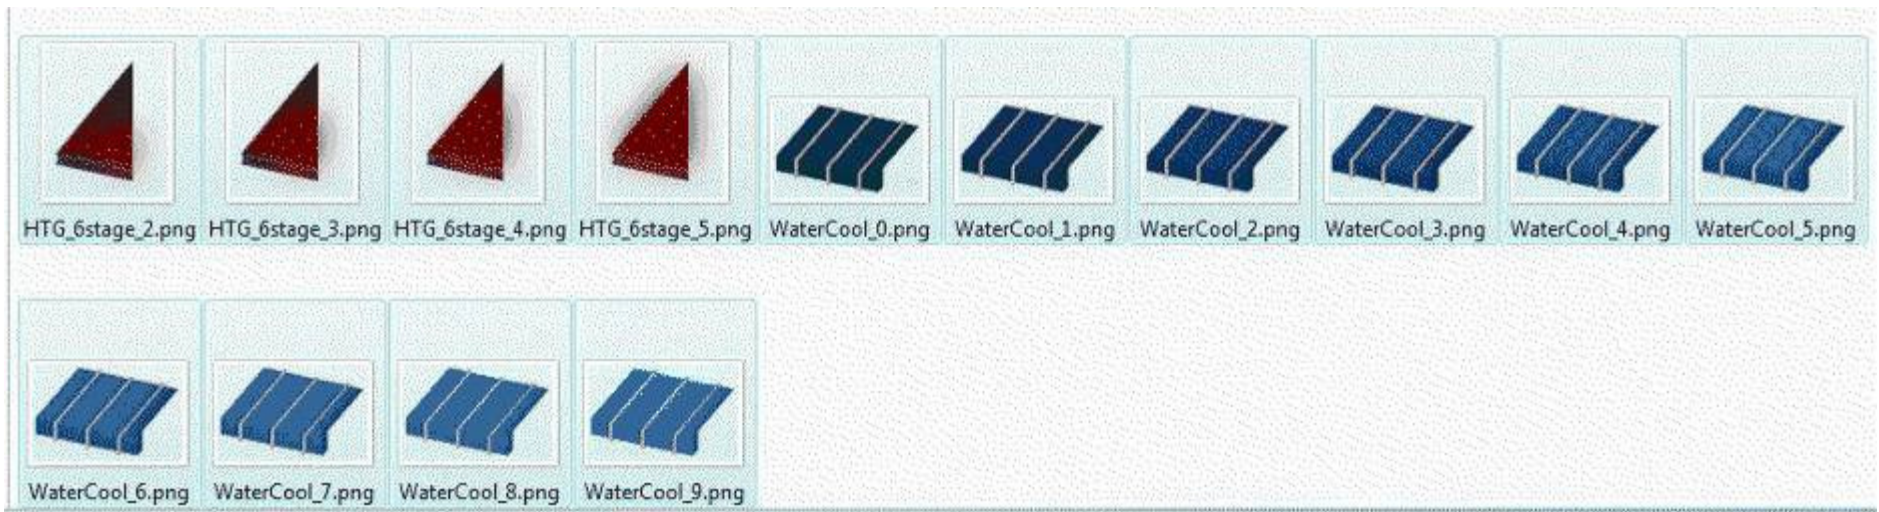 HTG_6stage_2.png HTG_6stage_3.png HTG_6stage_4.png HTG_6stage_5.png WaterCool_0.png WaterCool_1.png WaterCool_2.png WaterCool_3.png WaterCool_4.png WaterCool_5.png
WaterCool_6.png WaterCool_7.png WaterCool_8.png WaterCool_9.png